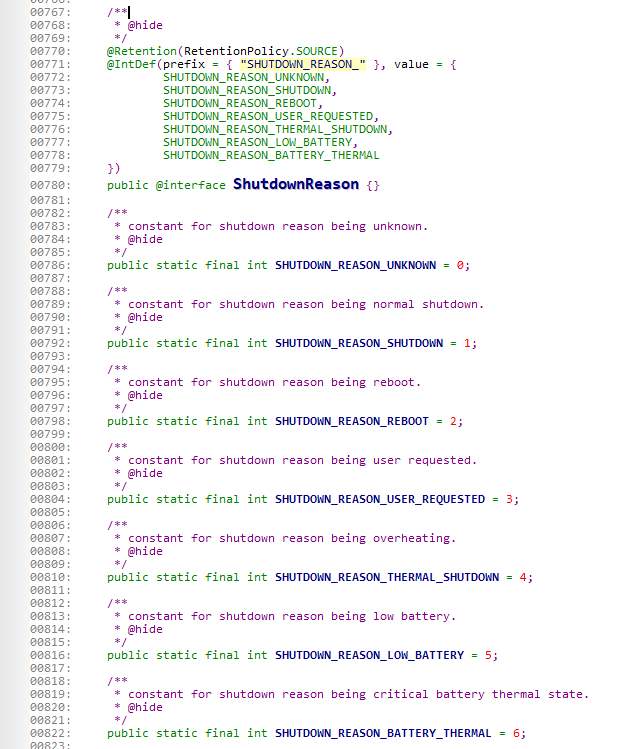 00767: /**
00768: * @hide
00769: */
00770: @Retention(RetentionPolicy.SOURCE)
00771: @IntDef(prefix = { "SHUTDOWN_REASON_" }, value = {
00772: SHUTDOWN_REASON_UNKNOWN,
00773: SHUTDOWN_REASON_SHUTDOWN,
00774: SHUTDOWN_REASON_REBOOT,
00775: SHUTDOWN_REASON_USER_REQUESTED,
00776: SHUTDOWN_REASON_THERMAL_SHUTDOWN,
00777: SHUTDOWN_REASON_LOW_BATTERY,
00778: SHUTDOWN_REASON_BATTERY_THERMAL
00779: })
00780: public @interface ShutdownReason {}
00781:
00782: /**
00783: * constant for shutdown reason being unknown.
00784: * @hide
00785: */
00786: public static final int SHUTDOWN_REASON_UNKNOWN = 0;
00787:
00788: /**
00789: * constant for shutdown reason being normal shutdown.
00790: * @hide
00791: */
00792: public static final int SHUTDOWN_REASON_SHUTDOWN = 1;
00793:
00794: /**
00795: * constant for shutdown reason being reboot.
00796: * @hide
00797: */
00798: public static final int SHUTDOWN_REASON_REBOOT = 2;
00799:
00800: /**
00801: * constant for shutdown reason being user requested.
00802: * @hide
00803: */
00804: public static final int SHUTDOWN_REASON_USER_REQUESTED = 3;
00805:
00806: /**
00807: * constant for shutdown reason being overheating.
00808: * @hide
00809: */
00810: public static final int SHUTDOWN_REASON_THERMAL_SHUTDOWN = 4;
00811:
00812: /**
00813: * constant for shutdown reason being low battery.
00814: * @hide
00815: */
00816: public static final int SHUTDOWN_REASON_LOW_BATTERY = 5;
00817:
00818: /**
00819: * constant for shutdown reason being critical battery thermal state.
00820: * @hide
00821: */
00822: public static final int SHUTDOWN_REASON_BATTERY_THERMAL = 6;
00823: